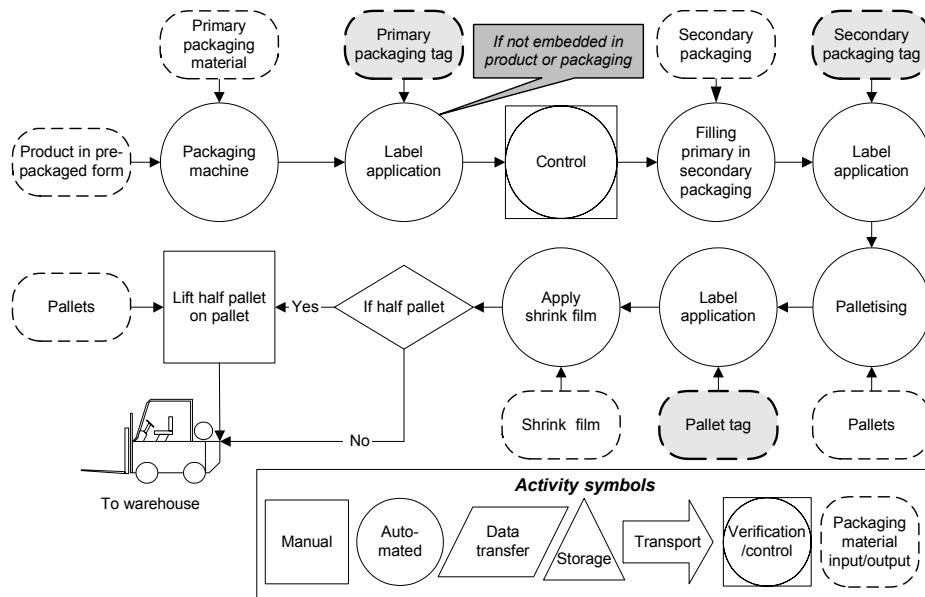 Primary
packaging
material
Primary
packaging tag
If not embedded in
product or packaging
Secondary
packaging
Secondary
packaging tag
Product in pre-
packaged form
Packaging
machine
Label
application
Control
Filling
primary in
secondary
packaging
Label
application
Pallets
Lift half pallet
on pallet
Yes
If half pallet
Apply
shrink film
Label
application
Palletising
No
Shrink film
Pallet tag
Pallets
To warehouse
Activity symbols
Manual
Auto-
mated
Data
transfer
Storage
Transport
Verification
/control
Packaging
material
input/output